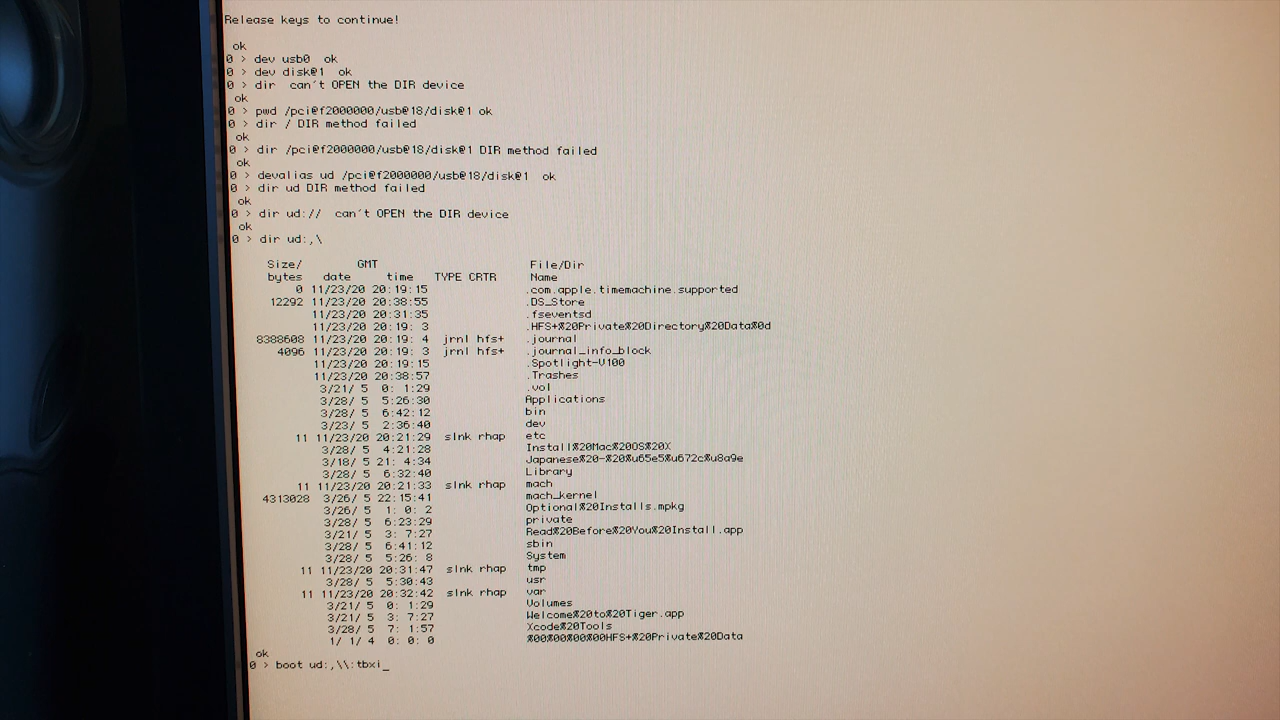 Release keys to continue!
ok
0 > dev usb0  ok
0 > dev disk@1  ok
0 > dir  can't OPEN the DIR device
ok
0 > pwd /pci@f2000000/usb@18/disk@1 ok
0 > dir / DIR method failed
ok
0 > dir /pci@f2000000/usb@18/disk@1 DIR method failed
ok
0 > devalias ud /pci@f2000000/usb@18/disk@1  ok
0 > dir ud DIR method failed
ok
0 > dir ud://  can't OPEN the DIR device
ok
0 > dir ud:,\
Size/ GMT File/Dir
bytes date time TYPE CRTR Name
0 11/23/20 20:19:15 .com.apple.timemachine.supported
12292 11/23/20 20:38:55 .DS_Store
11/23/20 20:31:35 .fseventsd
11/23/20 20:19: 3 .HFS+%20Private%20Directory%20Data%0d
8388608 11/23/20 20:19: 4 jrnl hfs+ .journal
4096 11/23/20 20:19: 3 jrnl hfs+ .journal_info_block
11/23/20 20:19:15 .Spotlight-V100
11/23/20 20:38:57 .Trashes
3/21/ 5 0: 1:29 .vol
3/28/ 5 5:26:30 Applications
3/28/ 5 6:42:12 bin
3/23/ 5 2:36:40 dev
11 11/23/20 20:21:29 slnk rhap etc
3/28/ 5 4:21:28 Install%20Mac%20OS%20X
3/18/ 5 21: 4:34 Japanese%20-%20%u65e5%u672c%u8a9e
3/28/ 5 6:32:40 Library
11 11/23/20 20:21:33 slnk rhap mach
4313028 3/26/ 5 22:15:41 mach_kernel
3/26/ 5 1: 0: 2 Optional%20Installs.mpkg
3/28/ 5 6:23:29 private
3/21/ 5 3: 7:27 Read%20Before%20You%20Install.app
3/28/ 5 6:41:12 sbin
3/28/ 5 5:26: 8 System
11 11/23/20 20:31:47 slnk rhap tmp
3/28/ 5 5:30:43 usr
11 11/23/20 20:32:42 slnk rhap var
3/21/ 5 0: 1:29 Volumes
3/21/ 5 3: 7:27 Welcome%20to%20Tiger.app
3/28/ 5 7: 1:57 Xcode%20Tools
1/ 1/ 4 0: 0: 0 %00%00%00%00HFS+%20Private%20Data
ok
0 > boot ud:,\\:tbxi_